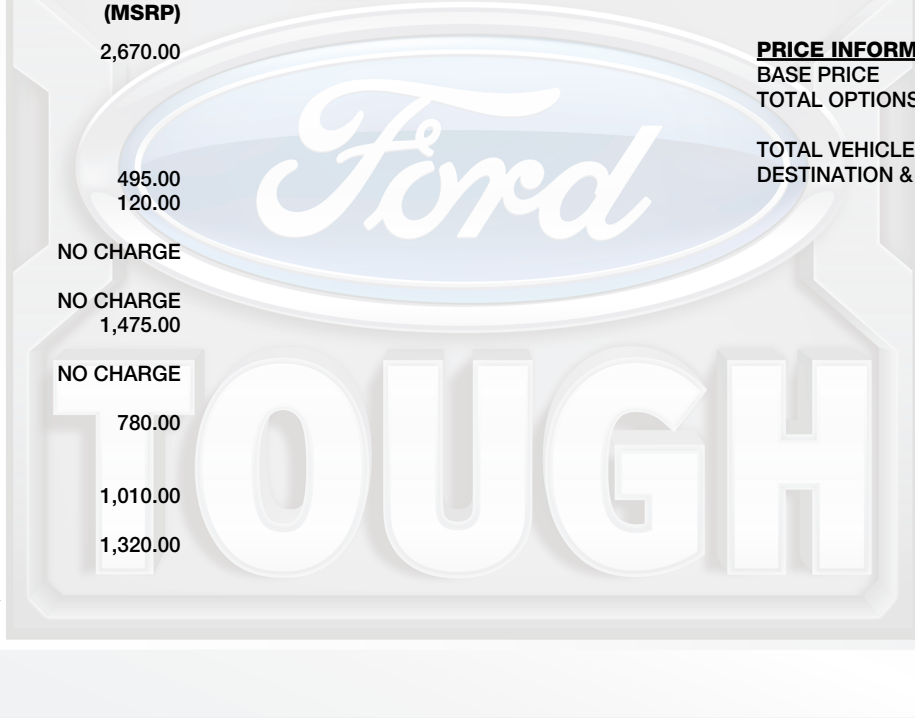 (MSRP)
2,670.00
495.00
120.00
NO CHARGE
NO CHARGE
1,475.00
NO CHARGE
780.00
1,010.00
1,320.00
PRICE INFORM
BASE PRICE
TOTAL OPTIONS
TOTAL VEHICLE
DESTINATION &
Ford
TOUGH